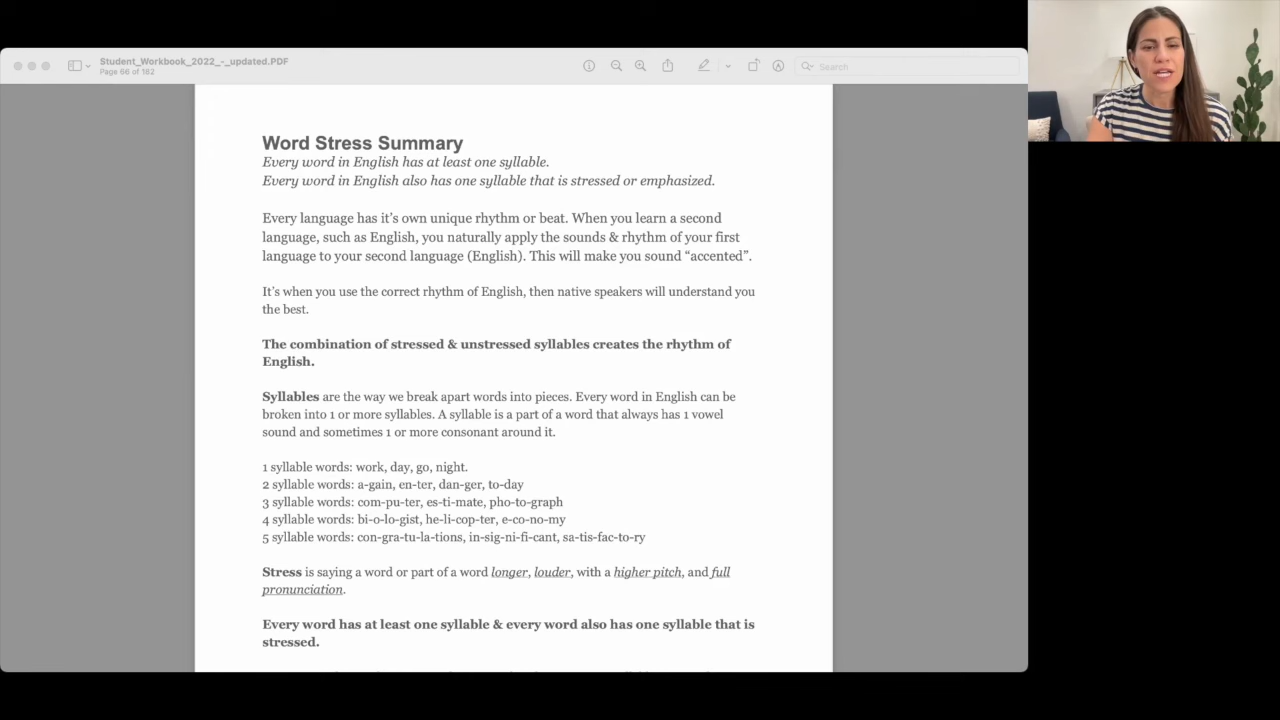 Student_Workbook_2022_-_updated.PDF
Page 66 of 182
Search
Word Stress Summary
Every word in English has at least one syllable.
Every word in English also has one syllable that is stressed or emphasized.
Every language has it's own unique rhythm or beat. When you learn a second
language, such as English, you naturally apply the sounds & rhythm of your first
language to your second language (English). This will make you sound “accented”.
It's when you use the correct rhythm of English, then native speakers will understand you
the best.
The combination of stressed & unstressed syllables creates the rhythm of
English.
Syllables are the way we break apart words into pieces. Every word in English can be
broken into 1 or more syllables. A syllable is a part of a word that always has 1 vowel
sound and sometimes 1 or more consonant around it.
1 syllable words: work, day, go, night.
2 syllable words: a-gain, en-ter, dan-ger, to-day
3 syllable words: com-pu-ter, es-ti-mate, pho-to-graph
4 syllable words: bi-o-lo-gist, he-li-cop-ter, e-co-no-my
5 syllable words: con-gra-tu-la-tions, in-sig-ni-fi-cant, sa-tis-fac-to-ry
Stress is saying a word or part of a word longer, louder, with a higher pitch, and full
pronunciation.
Every word has at least one syllable & every word also has one syllable that is
stressed.